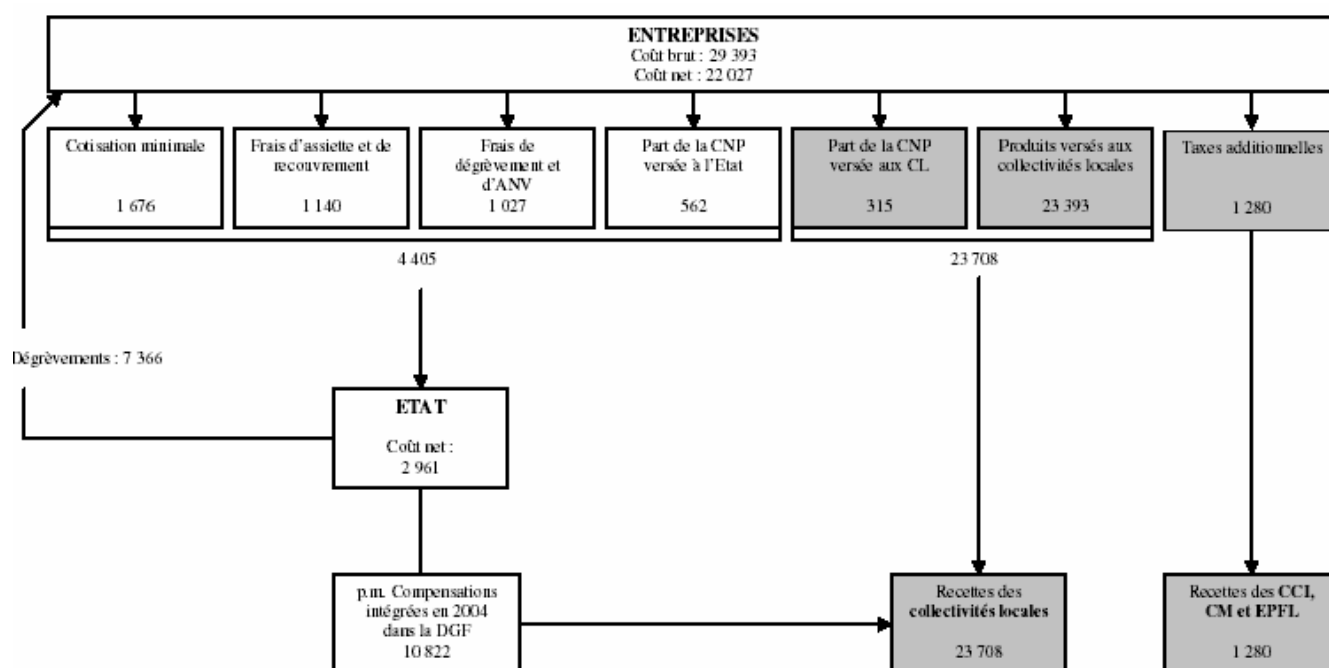 ENTREPRISES
Coût brut : 29 393
Coût net : 22 027
Cotisation minimale
1 676
Frais d'assiette et de
recouvrement
1 140
Frais de
dégrèvement et
d'ANV
1 027
Part de la CNP
versée à l'Etat
562
Part de la CNP
versée aux CL
315
Produits versés aux
collectivités locales
23 393
Taxes additionnelles
1 280
4 405
23 708
Dégrèvements : 7 366
ETAT
Coût net :
2 961
p.m. Compensations
intégrées en 2004
dans la DGF
10 822
Recettes des
collectivités locales
23 708
Recettes des CCI,
CM et EPFL
1 280